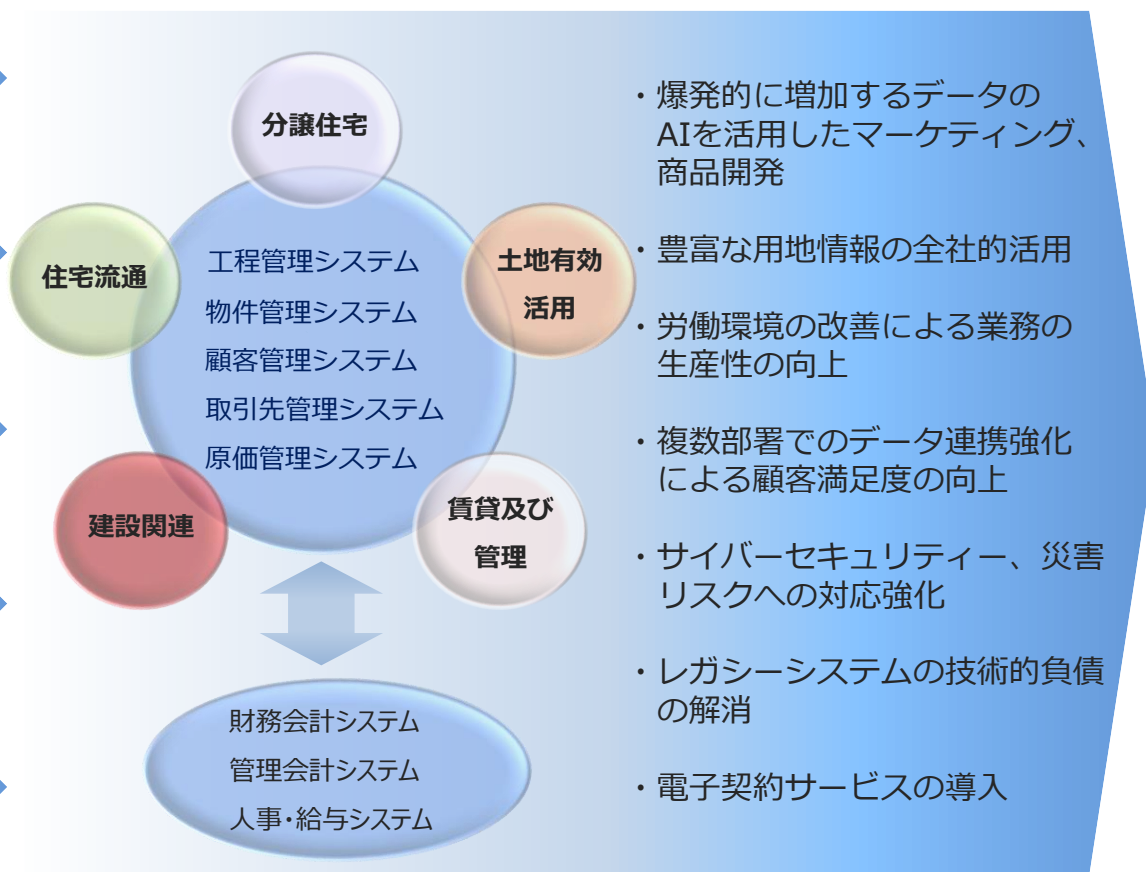 分譲住宅
住宅流通
土地有効
活用
工程管理システム
物件管理システム
顧客管理システム
取引先管理システム
原価管理システム
建設関連
賃貸及び
管理
財務会計システム
管理会計システム
人事・給与システム
・爆発的に増加するデータの
AIを活用したマーケティング、
商品開発
・豊富な用地情報の全社的活用
・労働環境の改善による業務の
生産性の向上
・複数部署でのデータ連携強化
による顧客満足度の向上
・サイバーセキュリティー、災害
リスクへの対応強化
・レガシーシステムの技術的負債
の解消
・電子契約サービスの導入